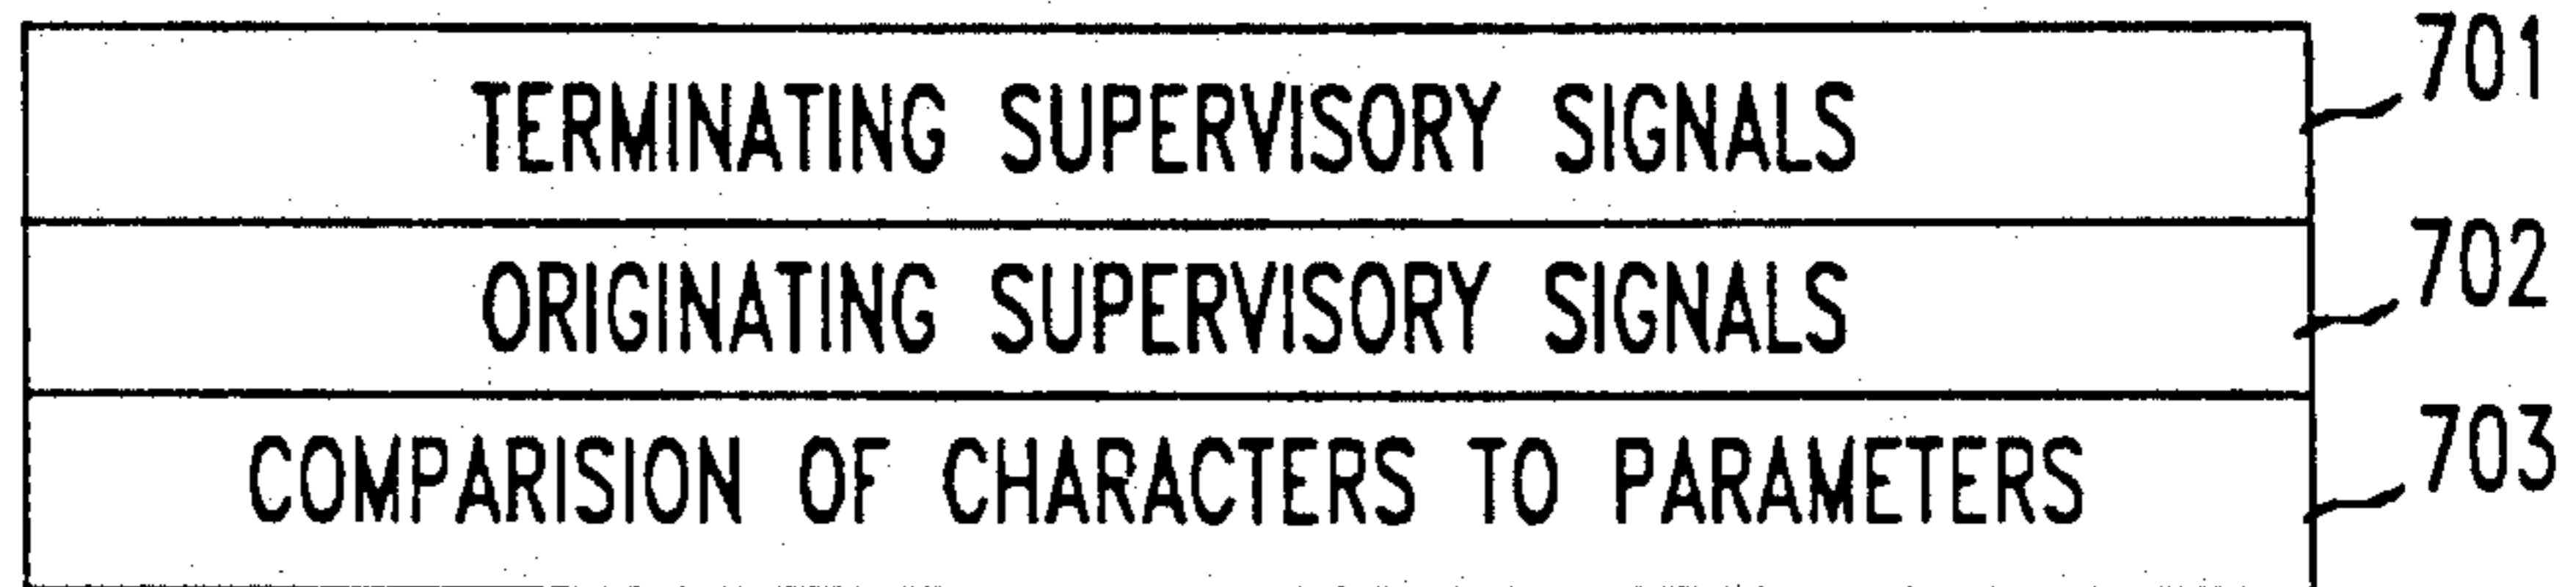 TERMINATING SUPERVISORY SIGNALS 701
ORIGINATING SUPERVISORY SIGNALS 702
COMPARISION OF CHARACTERS TO PARAMETERS 703